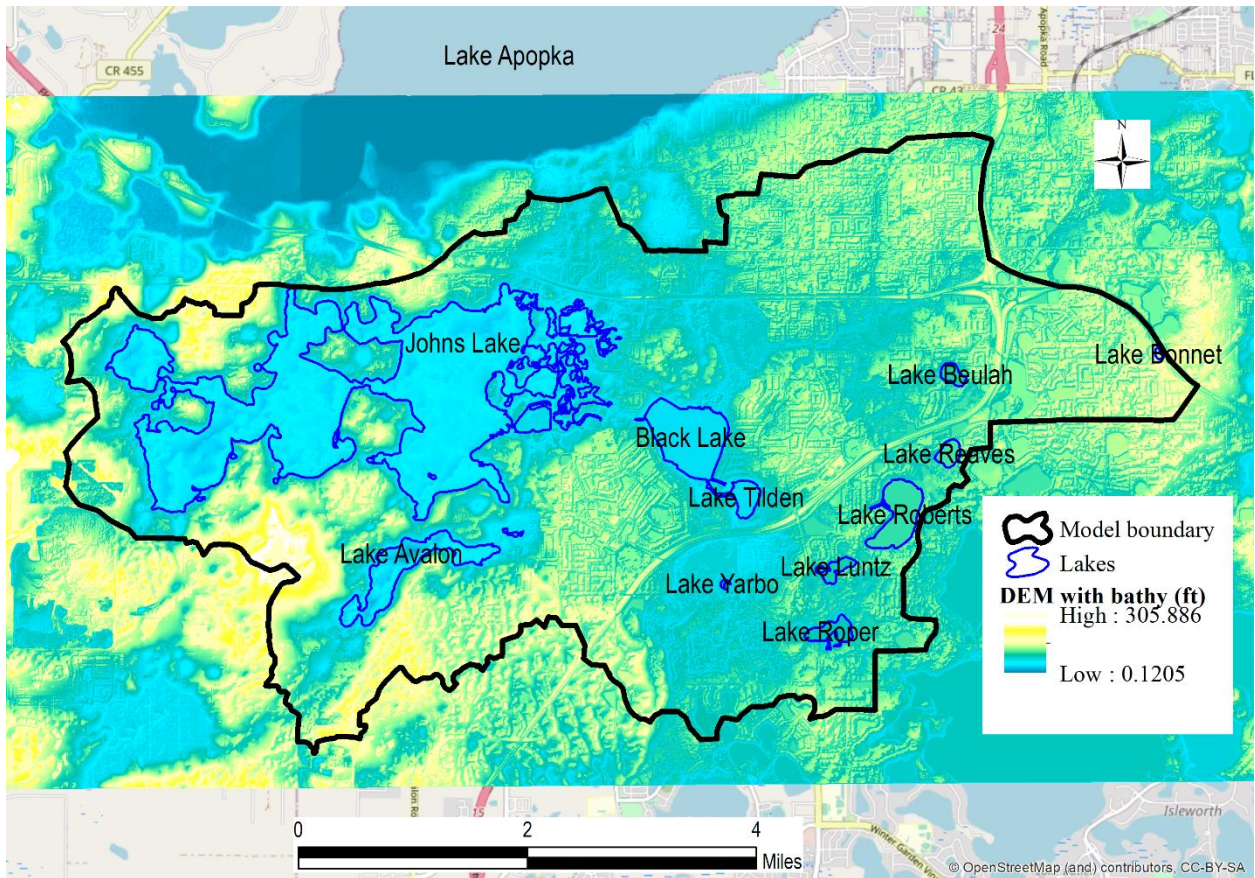 Lake Apopka
24
Apopka Road
CR 455
CR 43
FL
N
Johns Lake
Lake Bonnet
Lake Beulah
Black Lake
Lake Reaves
Lake Tilden
Lake Roberts
Model boundary
Lake Avalon
Lake Luntz
Lakes
Lake Yarbo
DEM with bathy (ft)
High : 305.886
Lake Roper
Low : 0.1205
15
Isleworth
0
2
4
Miles
Winter Garden Vin
© OpenStreetMap (and) contributors, CC-BY-SA